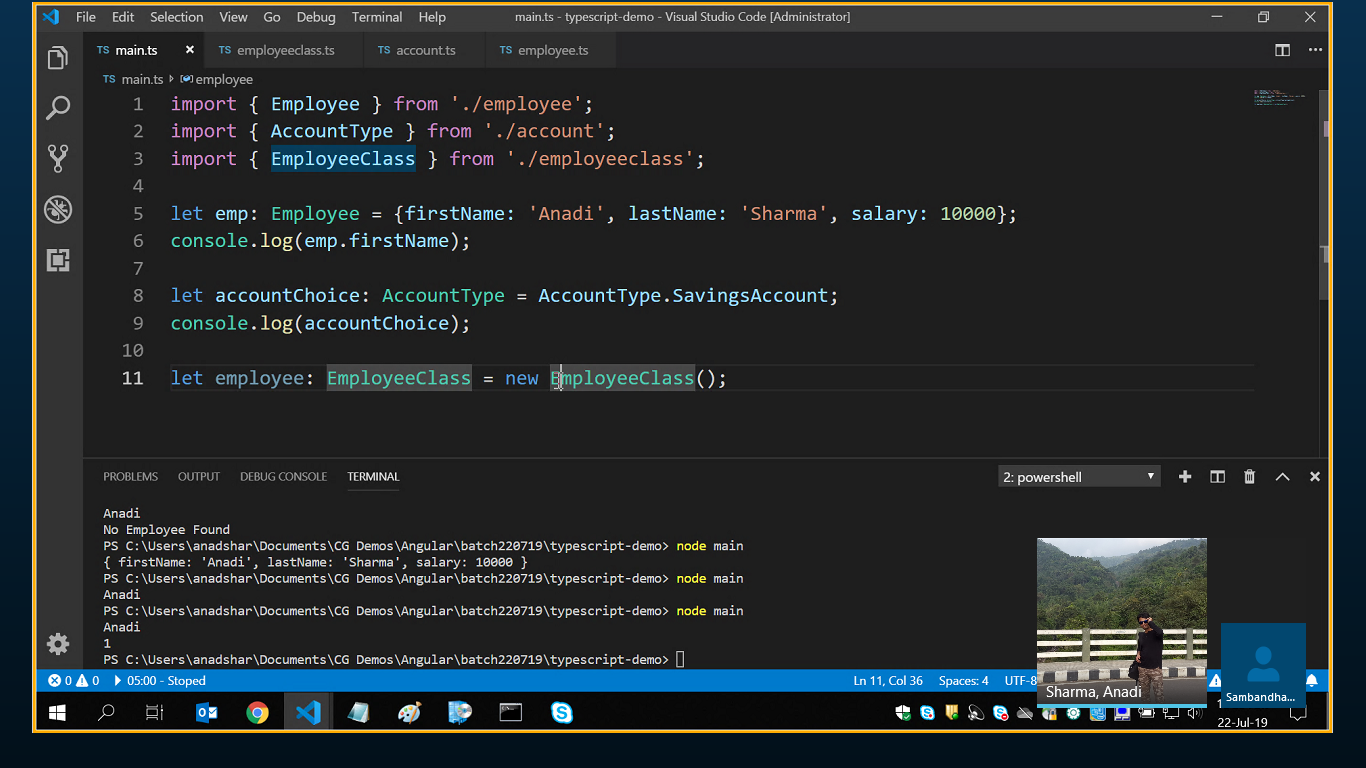 File Edit Selection View Go Debug Terminal Help main.ts - typescript-demo - Visual Studio Code [Administrator]
TS main.ts × TS employeeclass.ts TS account.ts TS employee.ts
TS main.ts employee
1 import { Employee } from './employee';
2 import { AccountType } from './account';
3 import { EmployeeClass } from './employeeclass';
4
5 let emp: Employee = {firstName: 'Anadi', lastName: 'Sharma', salary: 10000};
6 console.log(emp.firstName);
7
8 let accountChoice: AccountType = AccountType.SavingsAccount;
9 console.log(accountChoice);
10
11 let employee: EmployeeClass = new EmployeeClass();
PROBLEMS OUTPUT DEBUG CONSOLE TERMINAL 2: powershell
Anadi
No Employee Found
PS C:\Users\anadshar\Documents\CG Demos\Angular\batch220719\typescript-demo> node main
{ firstName: 'Anadi', lastName: 'Sharma', salary: 10000 }
PS C:\Users\anadshar\Documents\CG Demos\Angular\batch220719\typescript-demo> node main
Anadi
PS C:\Users\anadshar\Documents\CG Demos\Angular\batch220719\typescript-demo> node main
Anadi
1
PS C:\Users\anadshar\Documents\CG Demos\Angular\batch220719\typescript-demo>
0 0 05:00 - Stoped Ln 11, Col 36 Spaces: 4 UTF-8
Sharma, Anadi
Sambandha...
22-Jul-19